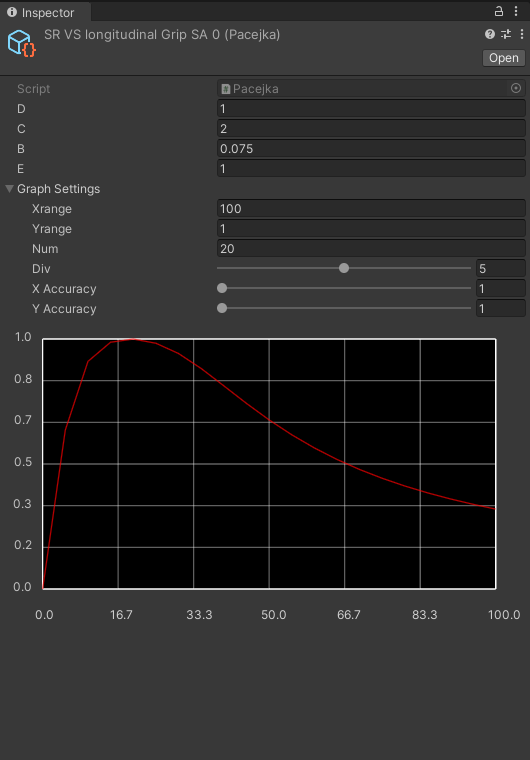 Inspector
SR VS longitudinal Grip SA 0 (Pacejka)
Open
Script Pacejka
D 1
C 2
B 0.075
E 1
Graph Settings
Xrange 100
Yrange 1
Num 20
Div 5
X Accuracy 1
Y Accuracy 1
1.0
0.8
0.7
0.5
0.3
0.2
0.0
0.0 16.7 33.3 50.0 66.7 83.3 100.0